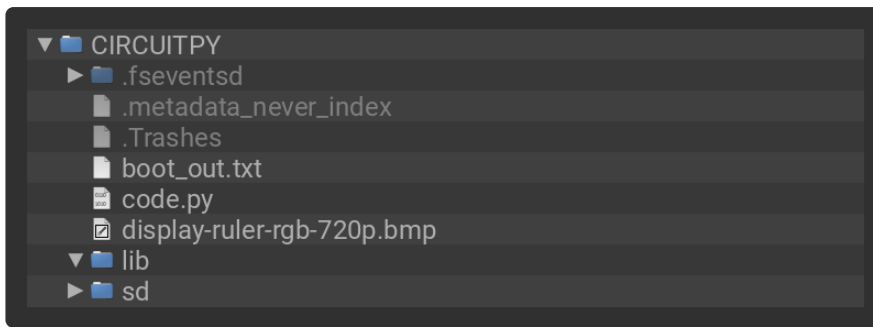 CIRCUITPY
.fseventsd
.metadata_never_index
.Trashes
boot_out.txt
code.py
display-ruler-rgb-720p.bmp
lib
sd